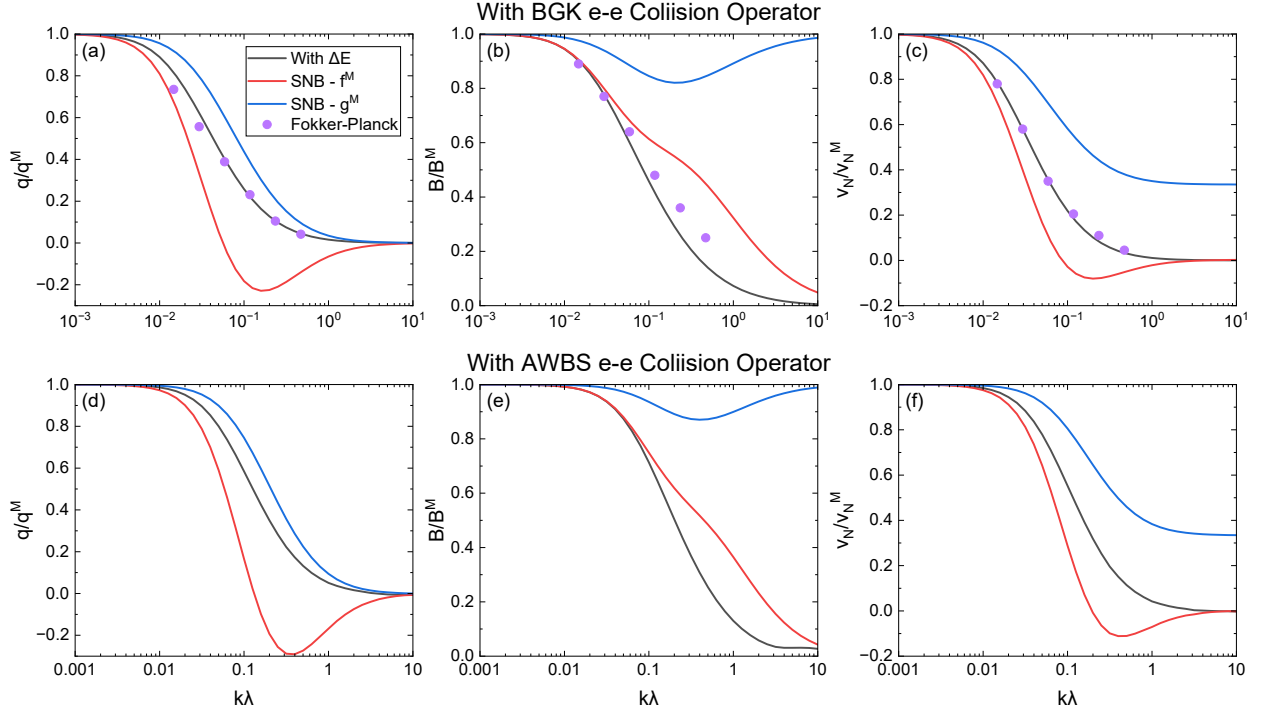 With BGK e-e Coliision Operator
(a)
With ΔE
SNB - f^M
SNB - g^M
Fokker-Planck
q/q^M
1.0
0.8
0.6
0.4
0.2
0.0
−0.2
10^−3 10^−2 10^−1 10^0 10^1
(b)
B/B^M
1.0
0.8
0.6
0.4
0.2
0.0
10^−3 10^−2 10^−1 10^0 10^1
(c)
v_N/v_N^M
1.0
0.8
0.6
0.4
0.2
0.0
−0.2
10^−3 10^−2 10^−1 10^0 10^1
With AWBS e-e Coliision Operator
(d)
q/q^M
1.0
0.8
0.6
0.4
0.2
0.0
−0.2
0.001 0.01 0.1 1 10
kλ
(e)
B/B^M
1.0
0.8
0.6
0.4
0.2
0.0
0.001 0.01 0.1 1 10
kλ
(f)
v_N/v_N^M
1.0
0.8
0.6
0.4
0.2
0.0
−0.2
0.001 0.01 0.1 1 10
kλ